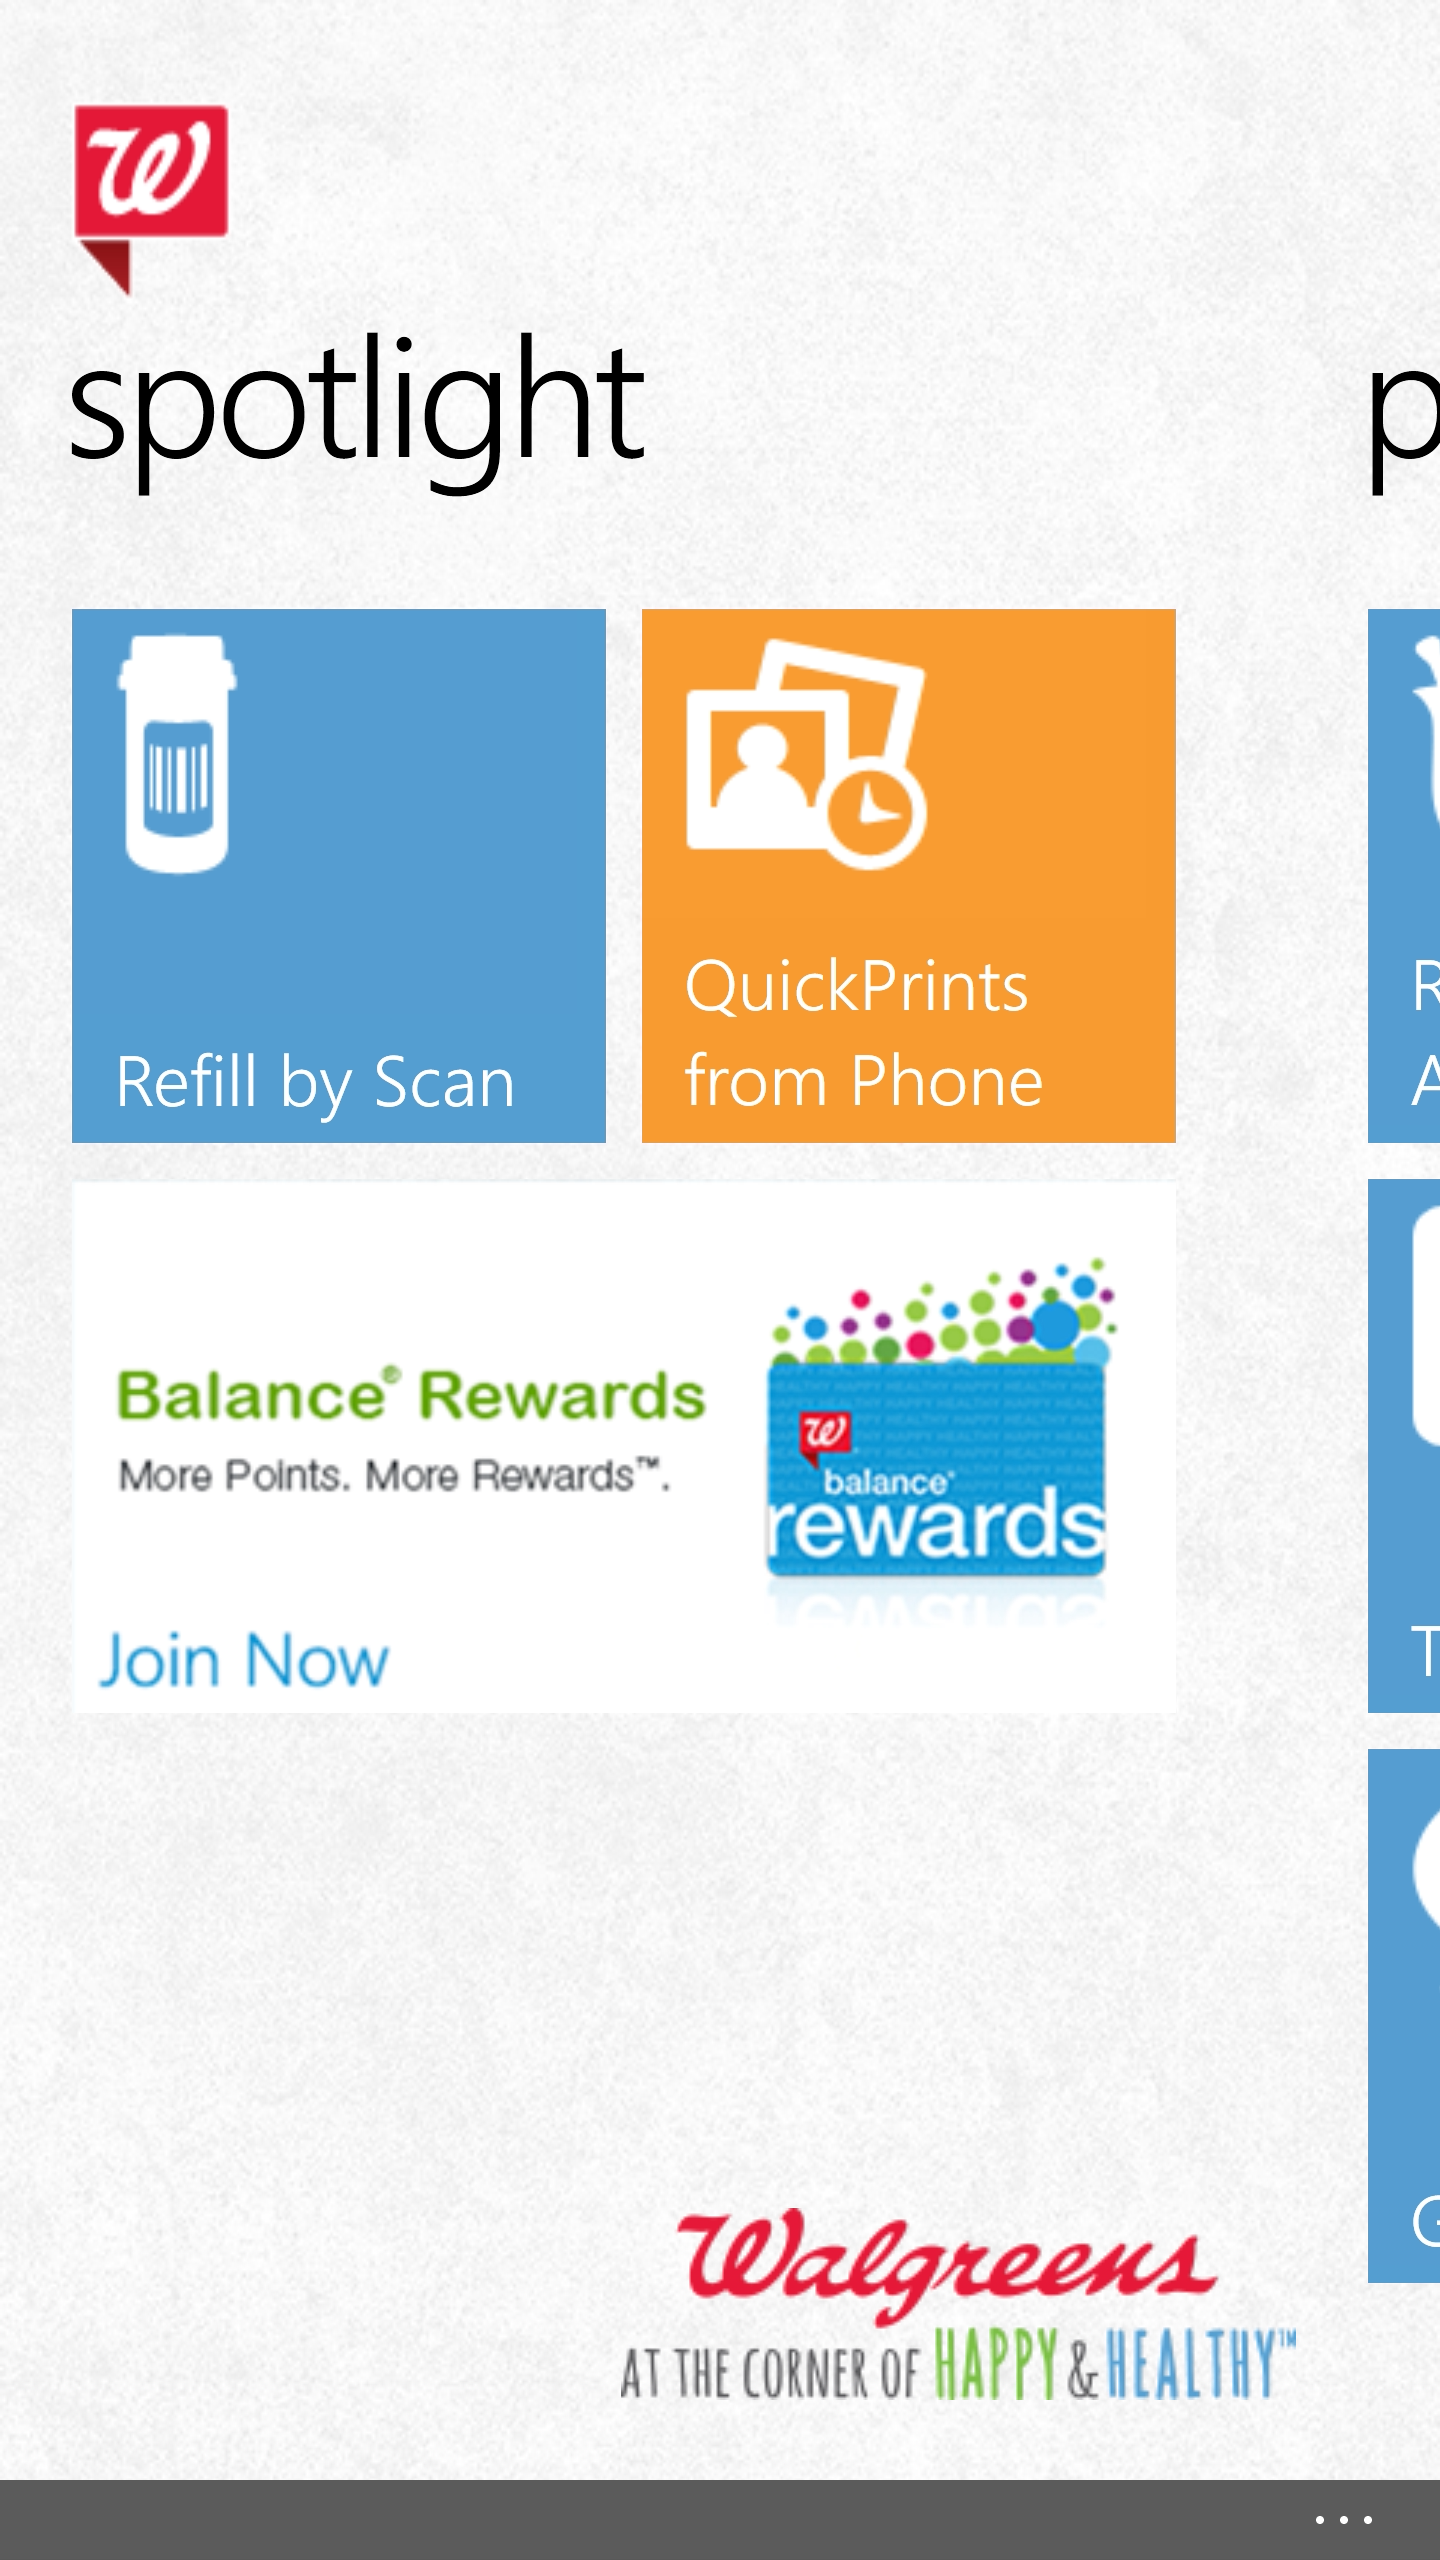 W
spotlight
p
Refill by Scan
QuickPrints
from Phone
R
A
Balance® Rewards
More Points. More Rewards™.
W
balance®
rewards
Join Now
T
G
Walgreens
AT THE CORNER OF HAPPY & HEALTHY™